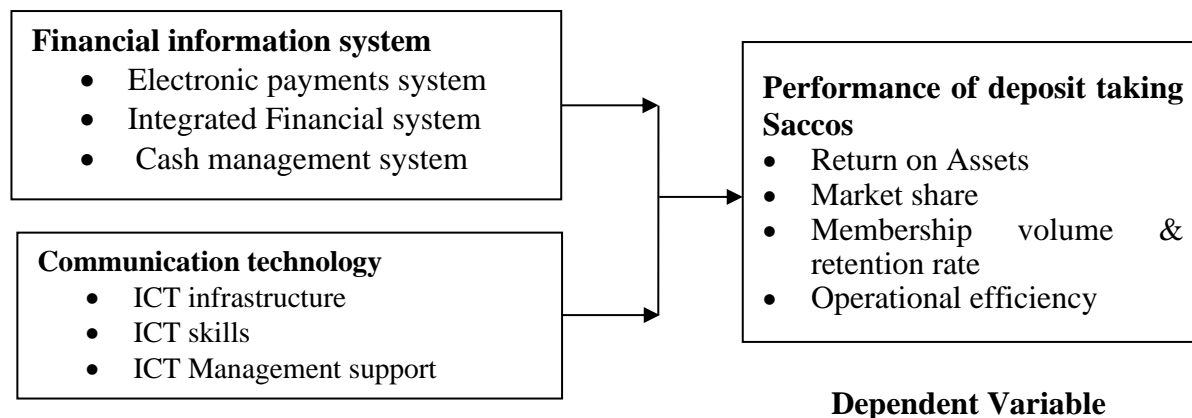 Financial information system
• Electronic payments system
• Integrated Financial system
• Cash management system
Communication technology
• ICT infrastructure
• ICT skills
• ICT Management support
Performance of deposit taking
Saccos
• Return on Assets
• Market share
• Membership volume &
retention rate
• Operational efficiency
Dependent Variable